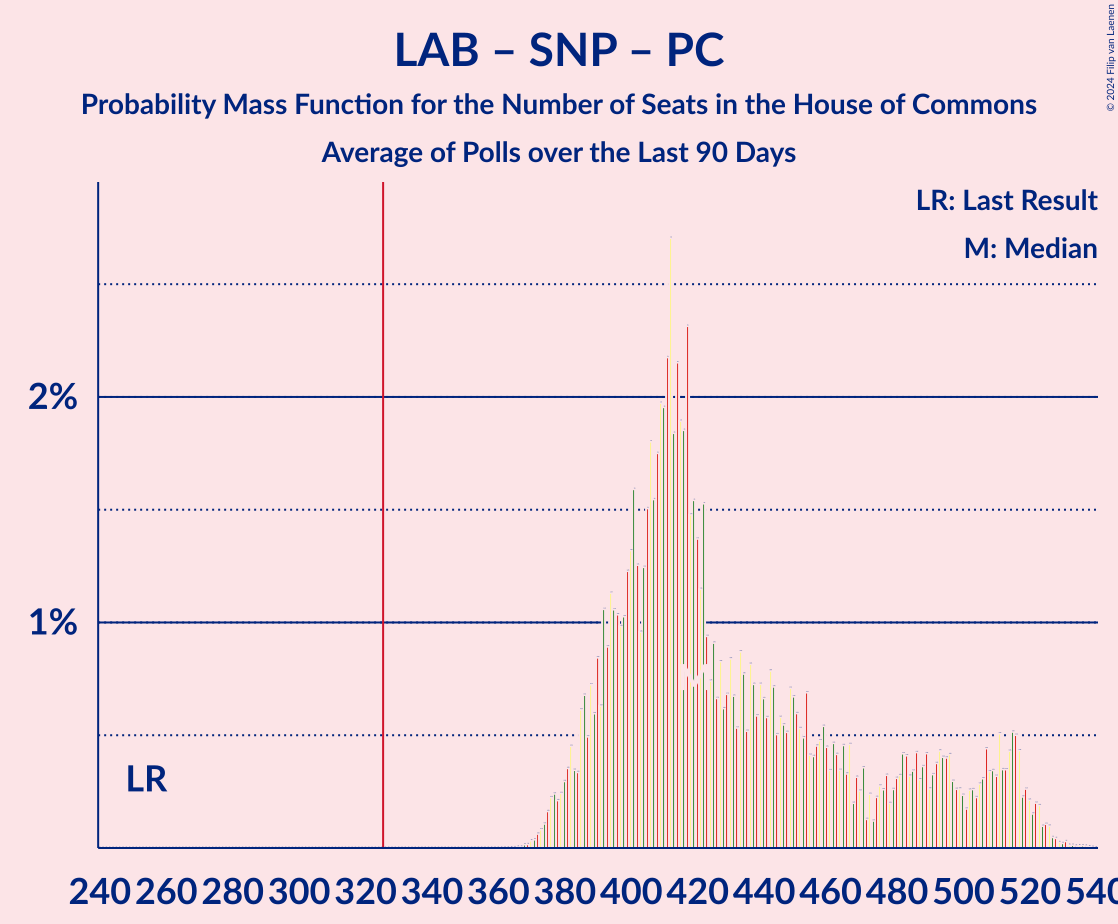 LAB – SNP – PC
Probability Mass Function for the Number of Seats in the House of Commons
Average of Polls over the Last 90 Days
© 2024 Filip van Laenen
LR: Last Result
M: Median
2%
1%
LR
240 260 280 300 320 340 360 380 400 420 440 460 480 500 520 540